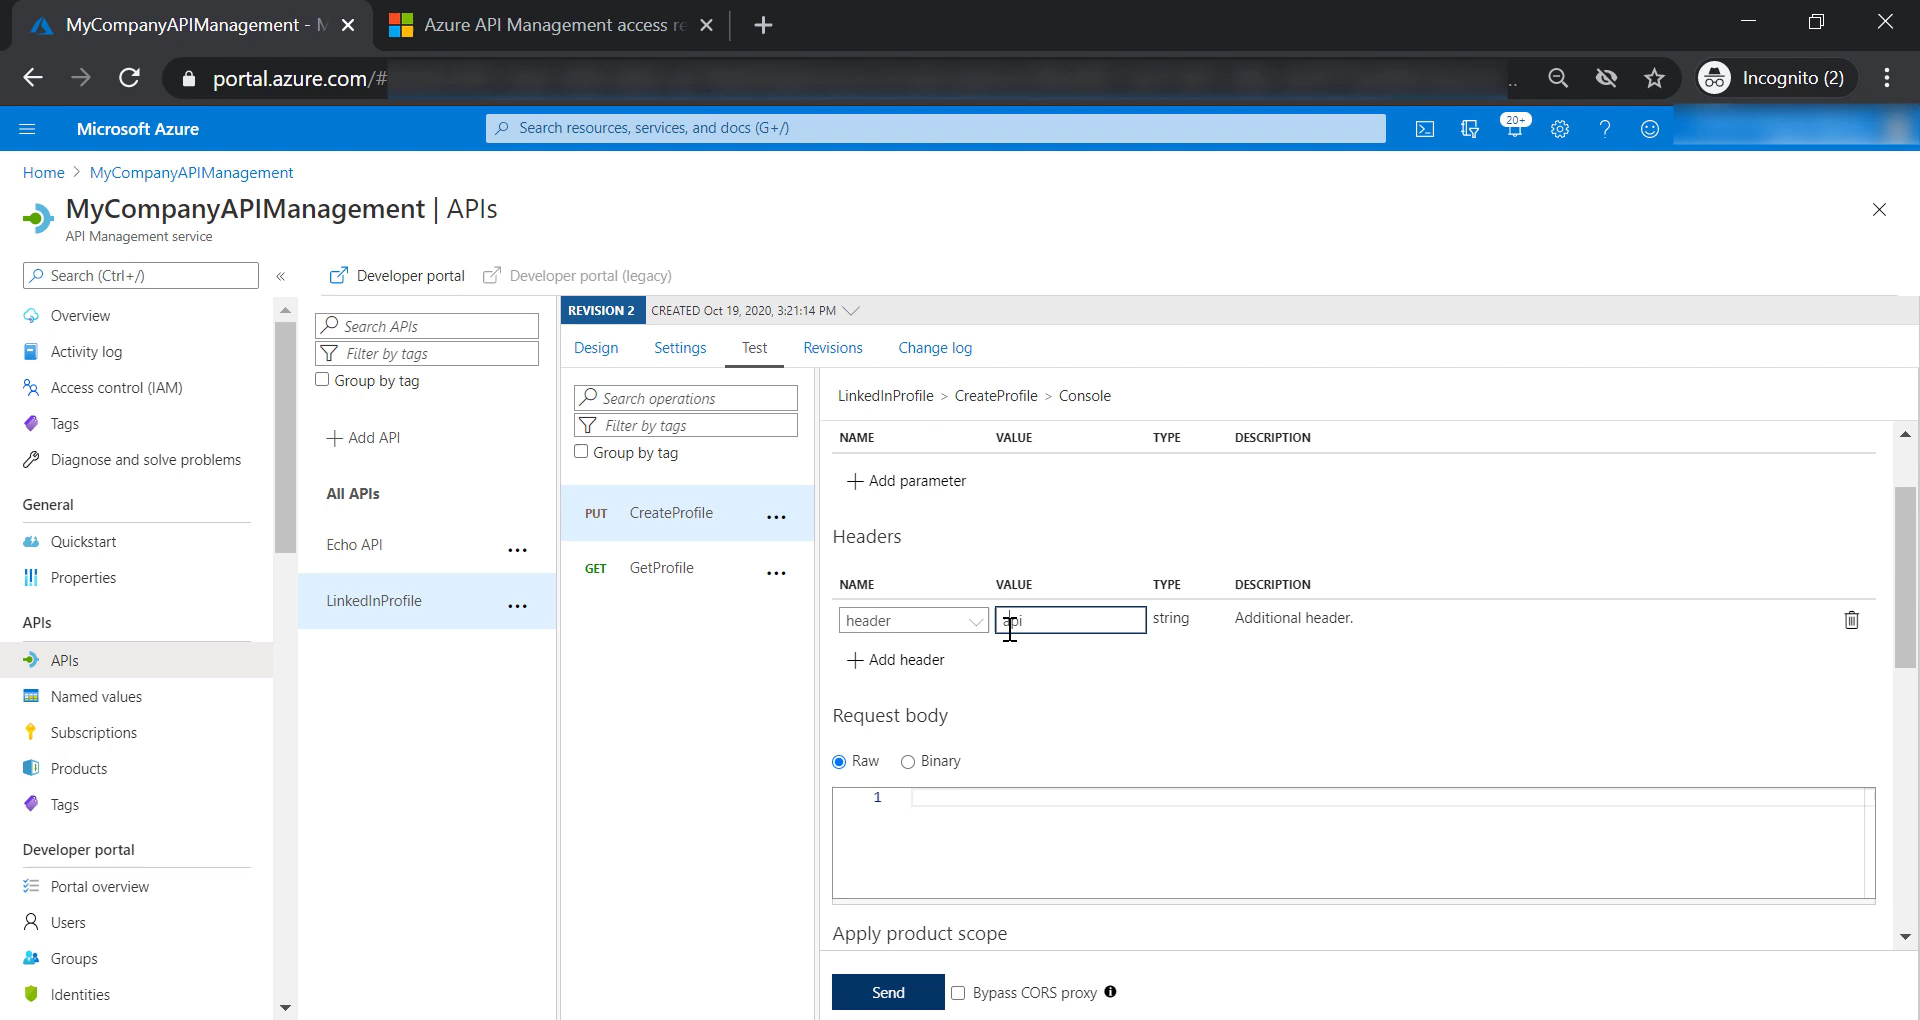 MyCompanyAPIManagement - M
Azure API Management access re
portal.azure.com/#
..
Incognito (2)
Microsoft Azure
Search resources, services, and docs (G+/)
20+
Home > MyCompanyAPIManagement
MyCompanyAPIManagement | APIs
API Management service
Search (Ctrl+/)
«
Developer portal
Developer portal (legacy)
Overview
Activity log
Access control (IAM)
Tags
Diagnose and solve problems
General
Quickstart
Properties
APIs
APIs
Named values
Subscriptions
Products
Tags
Developer portal
Portal overview
Users
Groups
Identities
Search APIs
Filter by tags
Group by tag
+ Add API
All APIs
Echo API ...
LinkedInProfile ...
REVISION 2 CREATED Oct 19, 2020, 3:21:14 PM
Design Settings Test Revisions Change log
Search operations
Filter by tags
Group by tag
PUT CreateProfile ...
GET GetProfile ...
LinkedInProfile > CreateProfile > Console
NAME VALUE TYPE DESCRIPTION
+ Add parameter
Headers
NAME VALUE TYPE DESCRIPTION
header api string Additional header.
+ Add header
Request body
Raw Binary
1
Apply product scope
Send Bypass CORS proxy